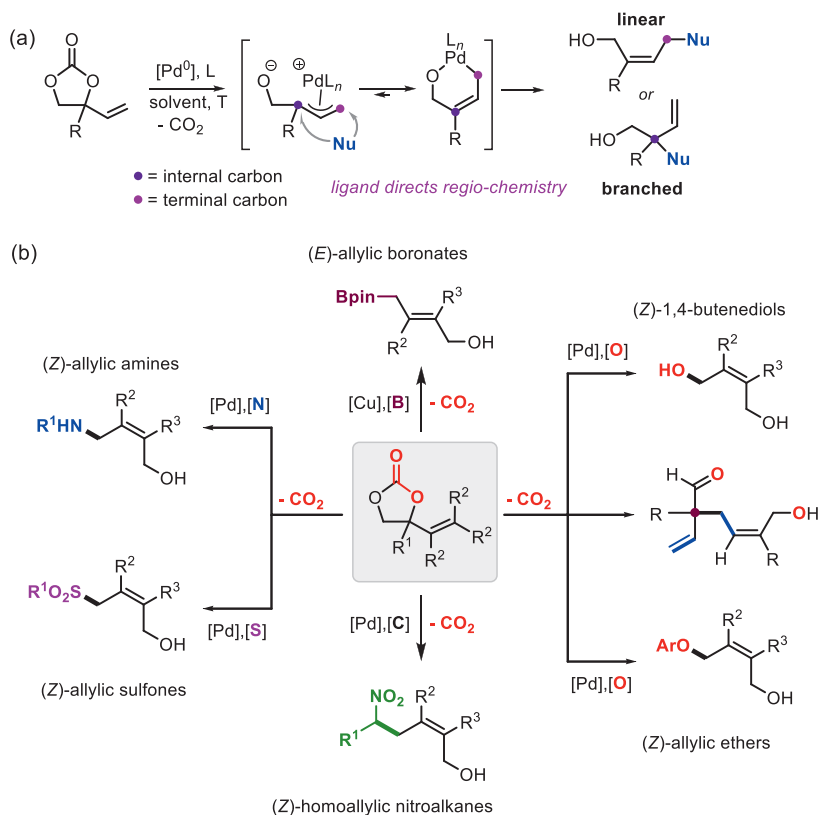 (a)
O
O
O
R
[Pd⁰], L
solvent, T
- CO₂
⊖
O
⊕
PdLₙ
R
Nu
Lₙ
Pd
O
R
linear
HO
Nu
R
or
HO
R
Nu
branched
= internal carbon
= terminal carbon
ligand directs regio-chemistry
(b)
(E)-allylic boronates
Bpin
R³
R²
OH
(Z)-allylic amines
R²
R¹HN
R³
OH
[Pd],[N]
[Cu],[B]
- CO₂
[Pd],[O]
(Z)-1,4-butenediols
R²
HO
R³
OH
- CO₂
O
O
O
R²
R¹
R²
R²
- CO₂
H
O
R
OH
H
R
R²
R¹O₂S
R³
OH
[Pd],[S]
(Z)-allylic sulfones
[Pd],[C]
- CO₂
[Pd],[O]
R²
ArO
R³
OH
(Z)-allylic ethers
NO₂
R²
R¹
R³
OH
(Z)-homoallylic nitroalkanes